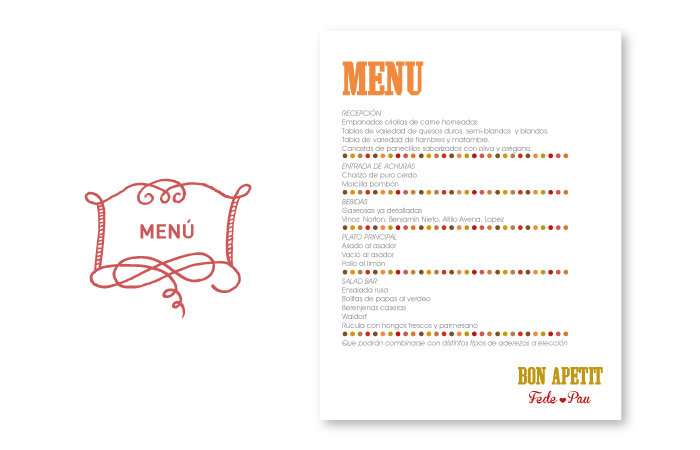 MENÚ
MENU
RECEPCIÓN
Empanadas criollas de carne horneadas
Tablas de variedad de quesos duros, semi-blandos y blandos.
Tabla de variedad de fiambres y matambre.
Canastas de panecillos saborizados con oliva y oregano.
ENTRADA DE ACHURAS
Chorizo de puro cerdo
Morcilla bombón
BEBIDAS
Gaseosas ya detalladas
Vinos: Norton, Benjamín Nieto, Atilio Avena, Lopez
PLATO PRINCIPAL
Asado al asador
Vacío al asador
Pollo al limón
SALAD BAR
Ensalada rusa
Bolitas de papas al verdeo
Berenjenas caseras
Waldorf
Rúcula con hongos frescos y parmesano
Que podrán combinarse con distintos tipos de aderezos a elección
BON APETIT
Fede ♥ Pau